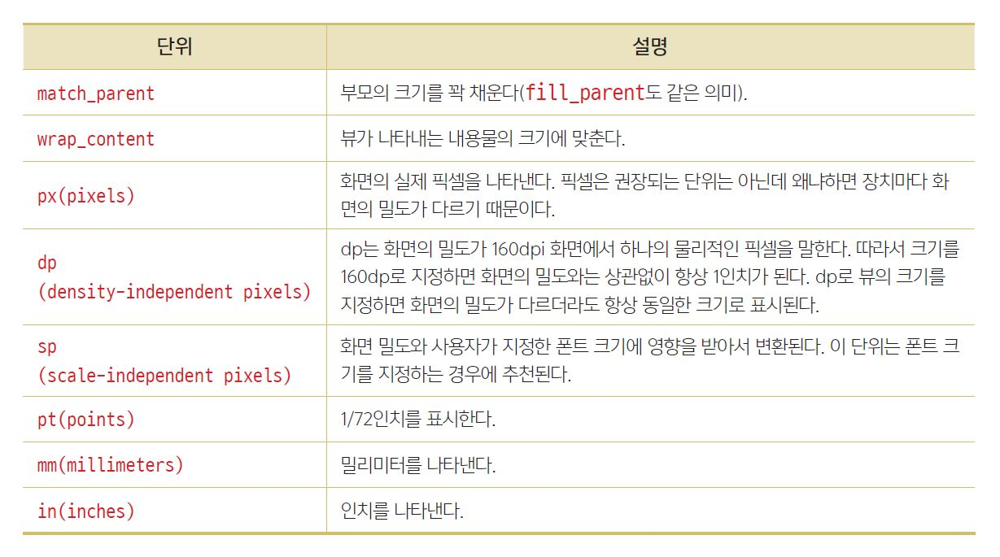 단위
설명
match_parent
부모의 크기를 꽉 채운다(fill_parent도 같은 의미).
wrap_content
뷰가 나타내는 내용물의 크기에 맞춘다.
px(pixels)
화면의 실제 픽셀을 나타낸다. 픽셀은 권장되는 단위는 아닌데 왜냐하면 장치마다 화
면의 밀도가 다르기 때문이다.
dp
(density-independent pixels)
dp는 화면의 밀도가 160dpi 화면에서 하나의 물리적인 픽셀을 말한다. 따라서 크기를
160dp로 지정하면 화면의 밀도와는 상관없이 항상 1인치가 된다. dp로 뷰의 크기를
지정하면 화면의 밀도가 다르더라도 항상 동일한 크기로 표시된다.
sp
(scale-independent pixels)
화면 밀도와 사용자가 지정한 폰트 크기에 영향을 받아서 변환된다. 이 단위는 폰트 크
기를 지정하는 경우에 추천된다.
pt(points)
1/72인치를 표시한다.
mm(millimeters)
밀리미터를 나타낸다.
in(inches)
인치를 나타낸다.